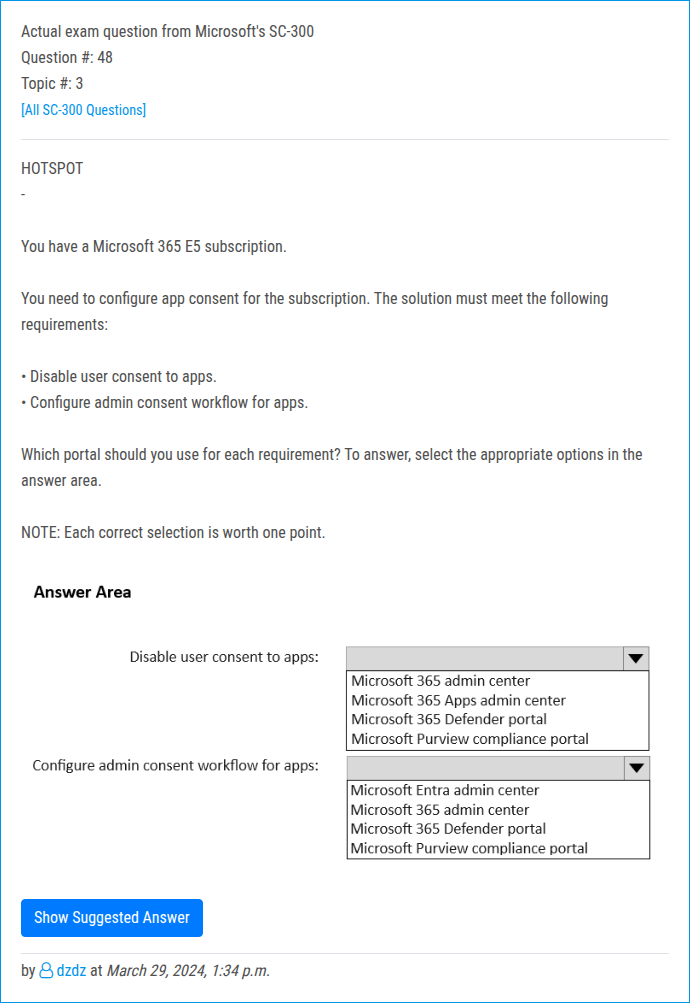 Actual exam question from Microsoft's SC-300
Question #: 48
Topic #: 3
[All SC-300 Questions]
HOTSPOT
-
You have a Microsoft 365 E5 subscription.
You need to configure app consent for the subscription. The solution must meet the following
requirements:
• Disable user consent to apps.
• Configure admin consent workflow for apps.
Which portal should you use for each requirement? To answer, select the appropriate options in the
answer area.
NOTE: Each correct selection is worth one point.
Answer Area
Disable user consent to apps:
Microsoft 365 admin center
Microsoft 365 Apps admin center
Microsoft 365 Defender portal
Microsoft Purview compliance portal
Configure admin consent workflow for apps:
Microsoft Entra admin center
Microsoft 365 admin center
Microsoft 365 Defender portal
Microsoft Purview compliance portal
Show Suggested Answer
by dzdz at March 29, 2024, 1:34 p.m.